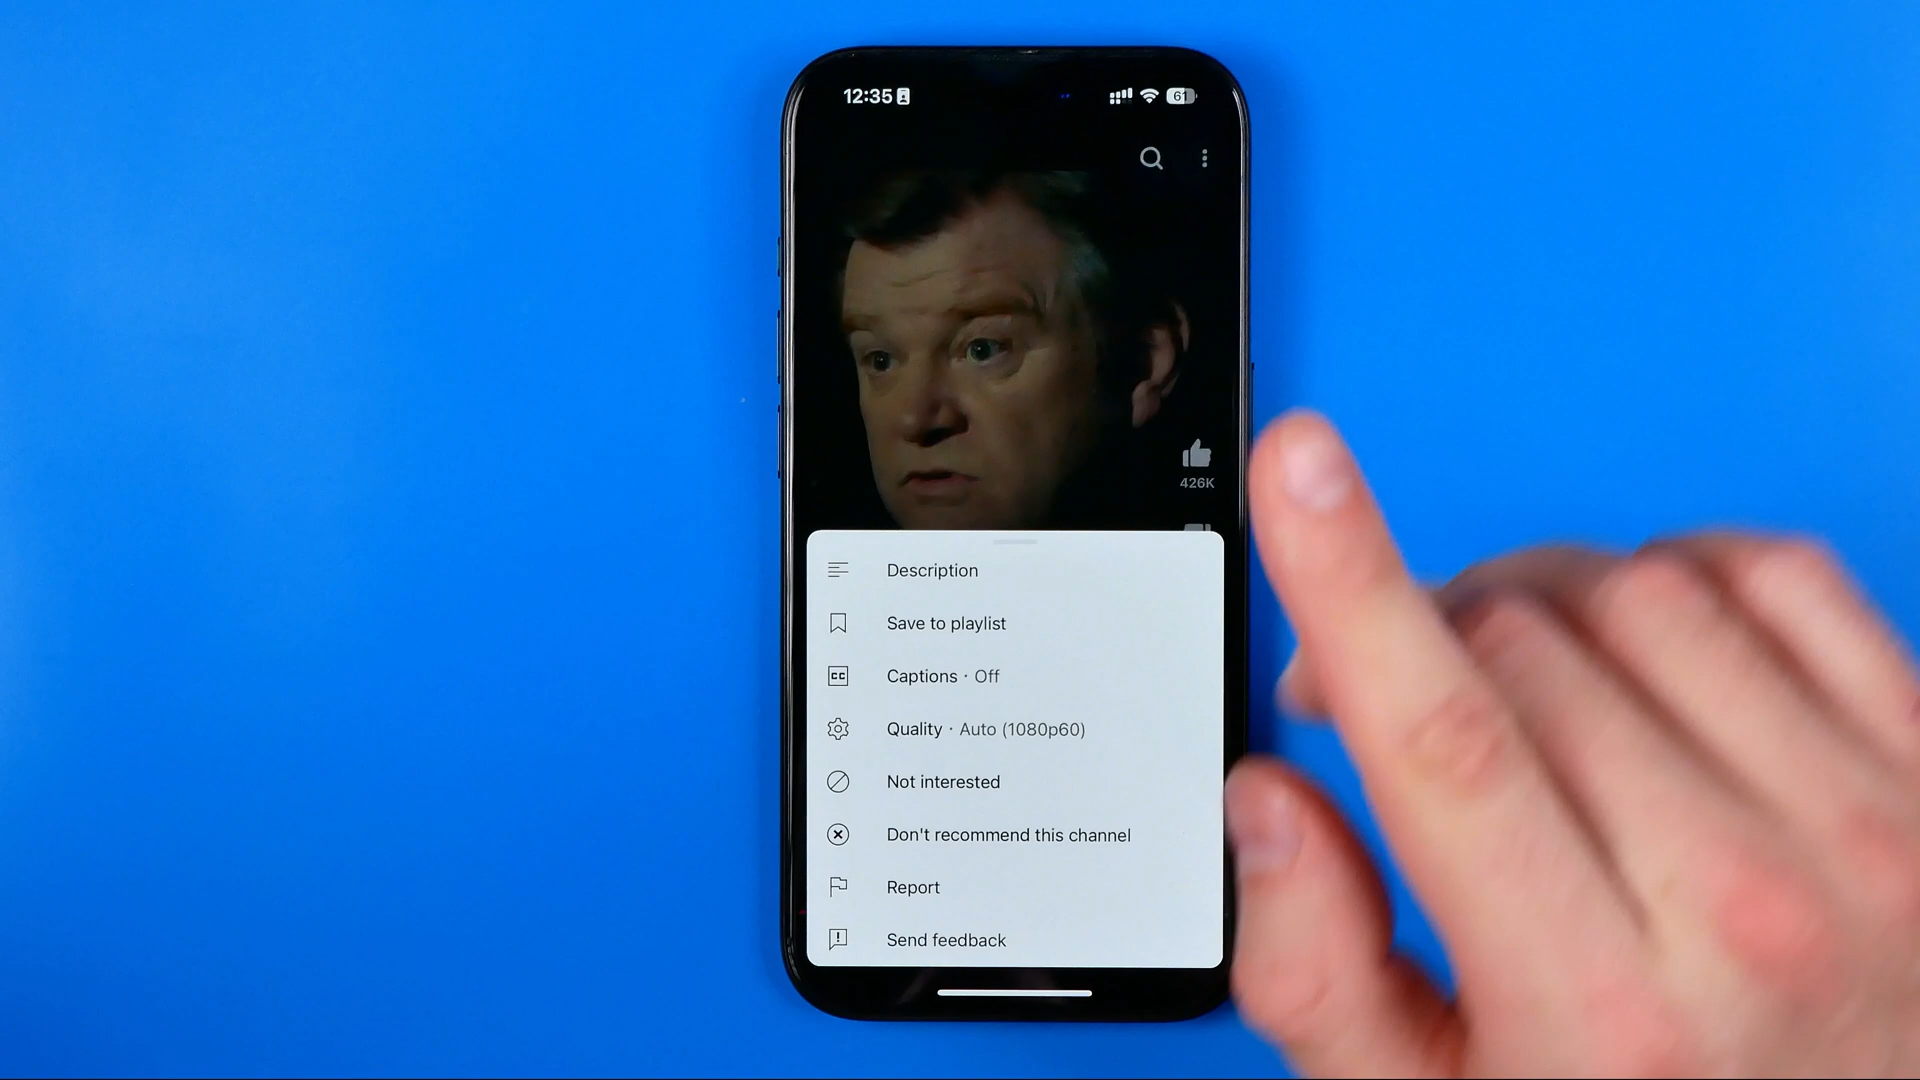 12:35
61
426K
Description
Save to playlist
CC
Captions · Off
Quality · Auto (1080p60)
Not interested
Don't recommend this channel
Report
Send feedback